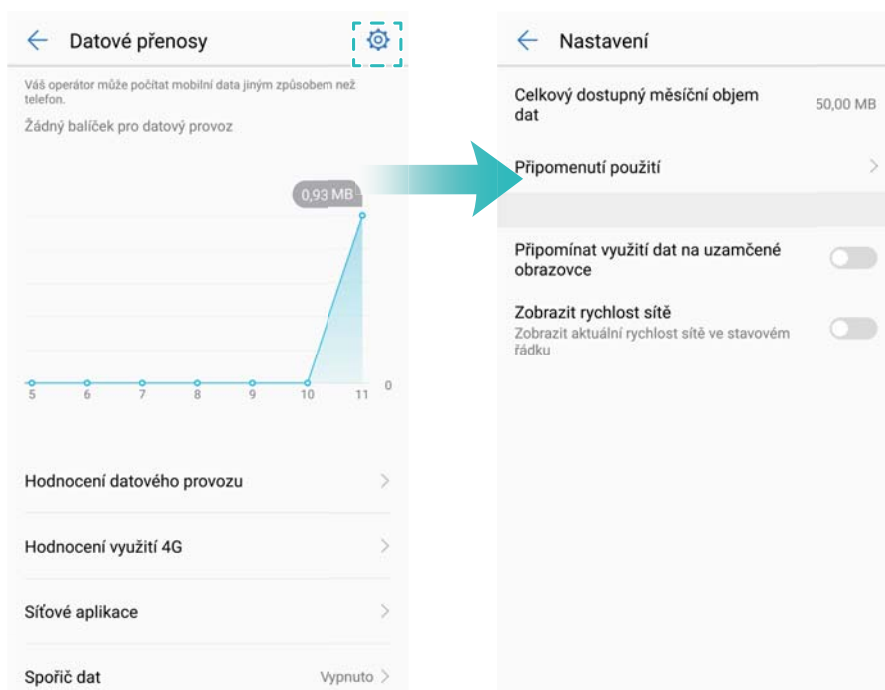 Datové přenosy
Váš operátor může počítat mobilní data jiným způsobem než
telefon.
Žádný balíček pro datový provoz
0,93 MB
0
5 6 7 8 9 10 11
Hodnocení datového provozu
Hodnocení využití 4G
Síťové aplikace
Spořič dat Vypnuto
Nastavení
Celkový dostupný měsíční objem
dat
50,00 MB
Připomenutí použití
Připomínat využití dat na uzamčené
obrazovce
Zobrazit rychlost sítě
Zobrazit aktuální rychlost sítě ve stavovém
řádku